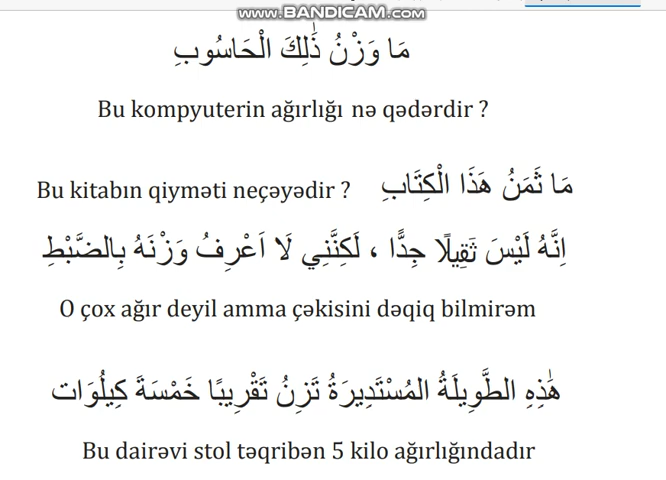 WWW.BANDICAM.COM
مَا وَزْنُ ذَٰلِكَ الْحَاسُوبِ
Bu kompyuterin ağırlığı nə qədərdir ?
Bu kitabın qiyməti neçəyədir ? مَا ثَمَنُ هَذَا الْكِتَابِ
اِنَّهُ لَيْسَ ثَقِيلًا جِدًّا ، لَكِنَّنِي لَا اَعْرِفُ وَزْنَهُ بِالضَّبْطِ
O çox ağır deyil amma çəkisini dəqiq bilmirəm
هَٰذِهِ الطَّوِيلَةُ المُسْتَدِيرَةُ تَزِنُ تَقْرِيبًا خَمْسَةَ كِيلُوَات
Bu dairəvi stol təqribən 5 kilo ağırlığındadır